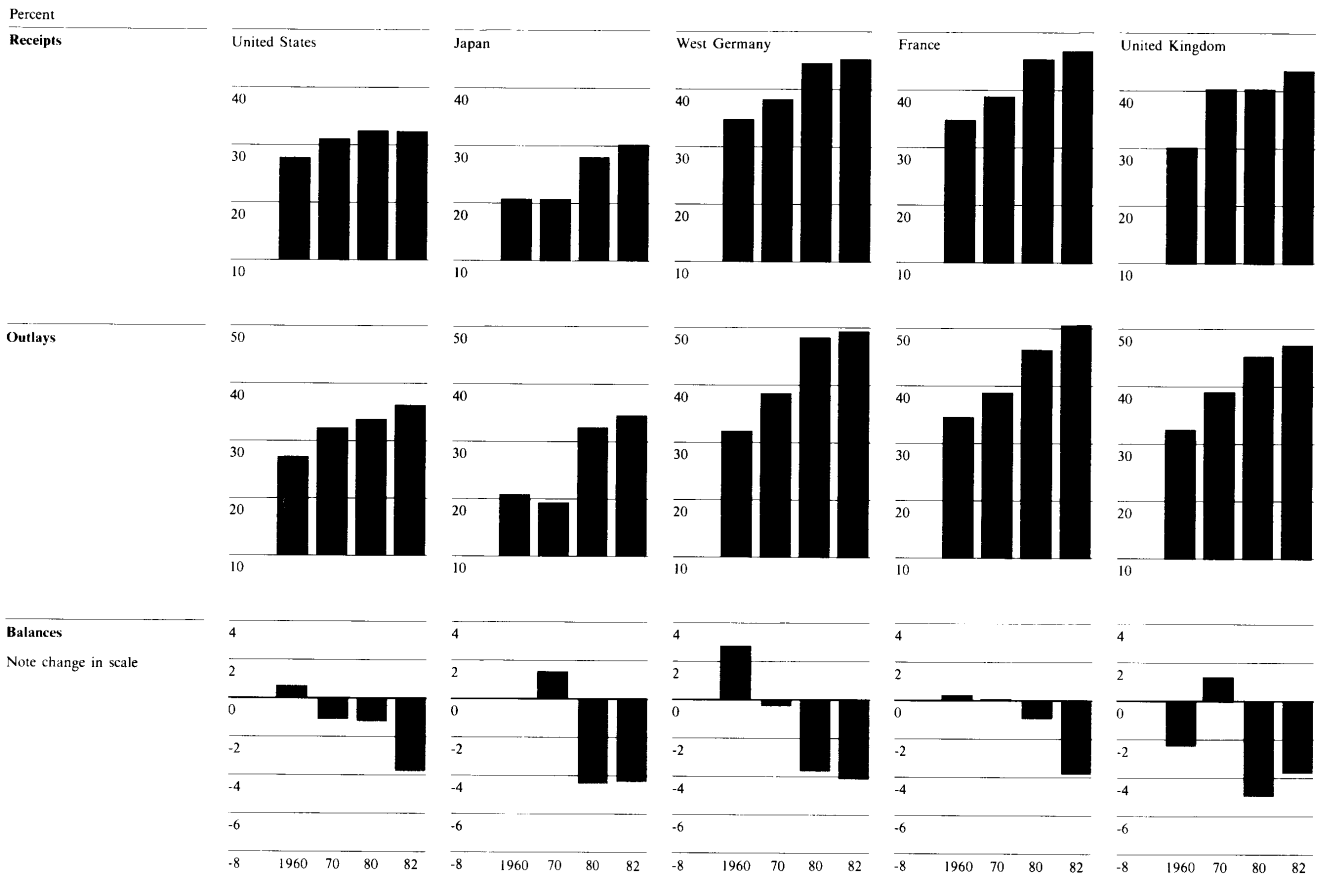 Percent
Receipts
United States
Japan
West Germany
France
United Kingdom
40 40 40 40 40
30 30 30 30 30
20 20 20 20 20
10 10 10 10 10
Outlays
50 50 50 50 50
40 40 40 40 40
30 30 30 30 30
20 20 20 20 20
10 10 10 10 10
Balances
Note change in scale
4 4 4 4 4
2 2 2 2 2
0 0 0 0 0
-2 -2 -2 -2 -2
-4 -4 -4 -4 -4
-6 -6 -6 -6 -6
-8 1960 70 80 82 -8 1960 70 80 82 -8 1960 70 80 82 -8 1960 70 80 82 -8 1960 70 80 82